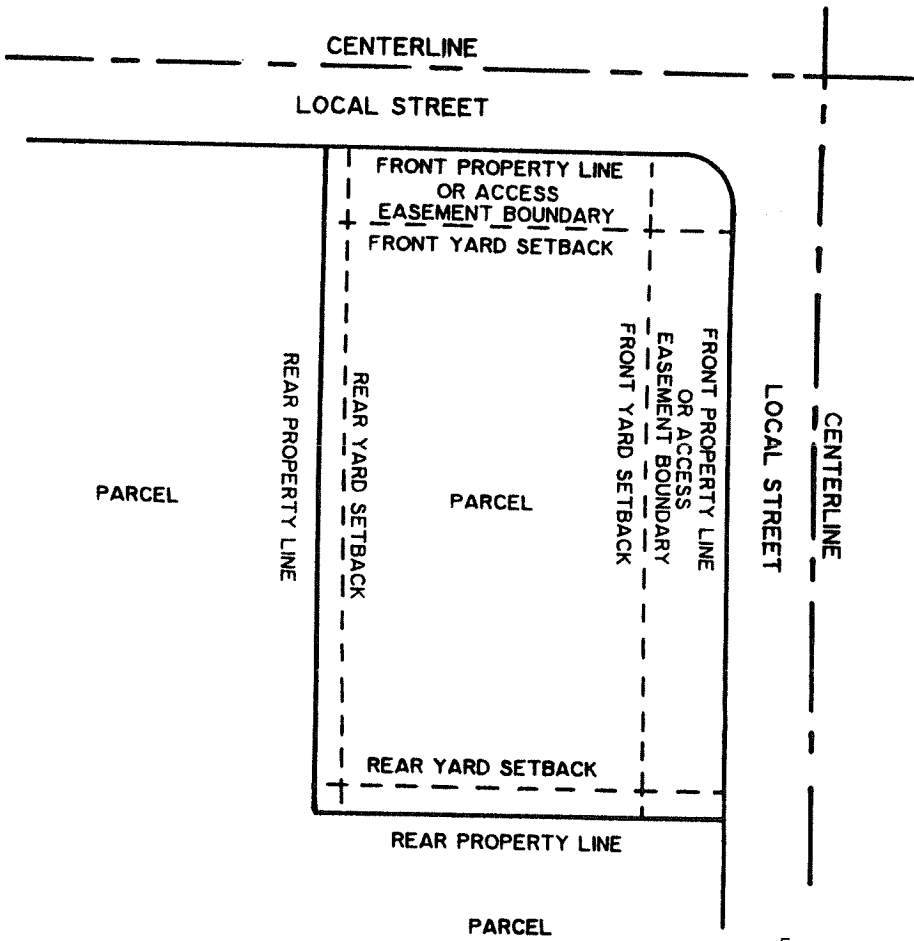 CENTERLINE
LOCAL STREET
FRONT PROPERTY LINE
OR ACCESS
EASEMENT BOUNDARY
FRONT YARD SETBACK
REAR PROPERTY LINE
REAR YARD SETBACK
FRONT YARD SETBACK
FRONT PROPERTY LINE
OR ACCESS
EASEMENT BOUNDARY
LOCAL STREET
CENTERLINE
PARCEL
PARCEL
REAR YARD SETBACK
REAR PROPERTY LINE
PARCEL